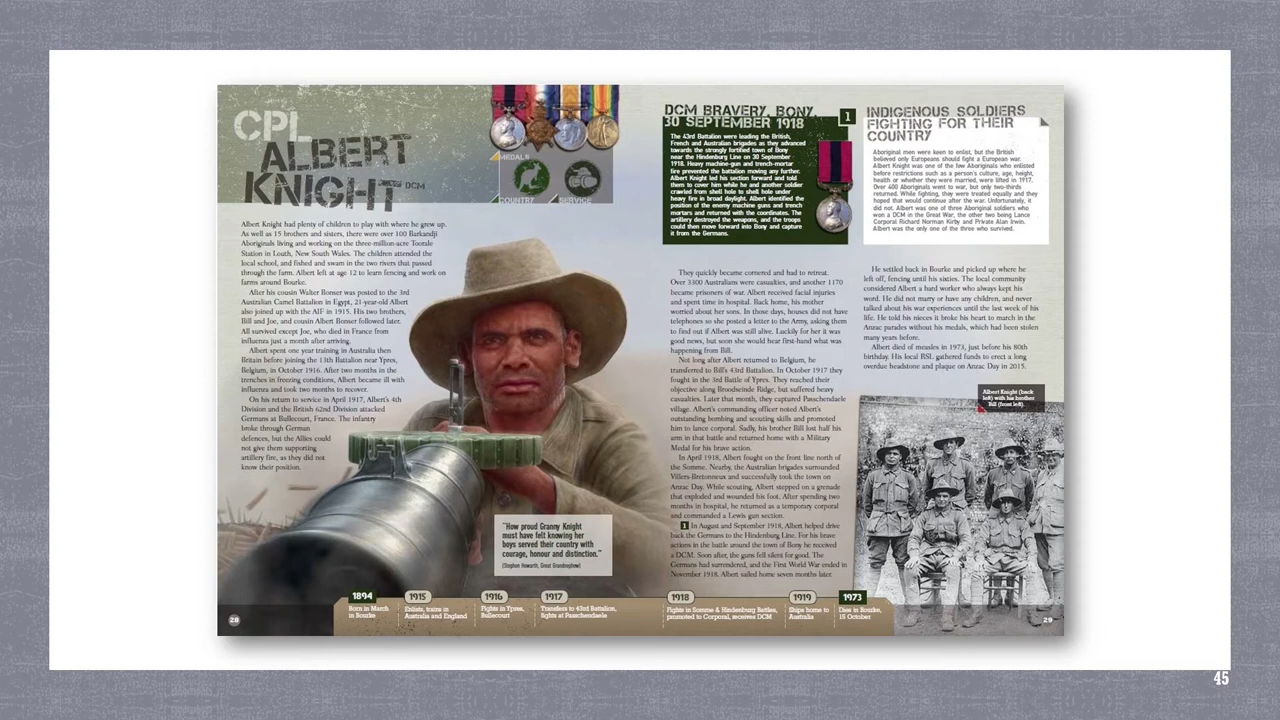 CPL
ALBERT
KNIGHT DCM
MEDALS
COUNTRY
SERVICE
Albert Knight had plenty of children to play with where he grew up.
As well as 15 brothers and sisters, there were over 100 Barkandji
Aboriginals living and working on the three-million-acre Toorale
Station in Louth, New South Wales. The children attended the
local school, and fished and swam in the two rivers that passed
through the farm. Albert left at age 12 to learn fencing and work on
farms around Bourke.
After his cousin Walter Bonser was posted to the 3rd
Australian Camel Battalion in Egypt, 21-year-old Albert
also joined up with the AIF in 1915. His two brothers,
Bill and Joe, and cousin Albert Bonser followed later.
All survived except Joe, who died in France from
influenza just a month after arriving.
Albert spent one year training in Australia then
Britain before joining the 13th Battalion near Ypres,
Belgium, in October 1916. After two months in the
trenches in freezing conditions, Albert became ill with
influenza and took two months to recover.
On his return to service in April 1917, Albert's 4th
Division and the British 62nd Division attacked
Germans at Bullecourt, France. The infantry
broke through German
defences, but the Allies could
not give them supporting
artillery fire, as they did not
know their position.
"How proud Granny Knight
must have felt knowing her
boys served their country with
courage, honour and distinction."
(Stephen Howarth, Great Grandnephew)
DCM BRAVERY, BONY,
30 SEPTEMBER 1918
1
The 43rd Battalion were leading the British,
French and Australian brigades as they advanced
towards the strongly fortified town of Bony
near the Hindenburg Line on 30 September
1918. Heavy machine-gun and trench-mortar
fire prevented the battalion moving any further.
Albert Knight led his section forward and told
them to cover him while he and another soldier
crawled from shell hole to shell hole under
heavy fire in broad daylight. Albert identified the
position of the enemy machine guns and trench
mortars and returned with the coordinates. The
artillery destroyed the weapons, and the troops
could then move forward into Bony and capture
it from the Germans.
INDIGENOUS SOLDIERS
FIGHTING FOR THEIR
COUNTRY
Aboriginal men were keen to enlist, but the British
believed only Europeans should fight a European war.
Albert Knight was one of the few Aboriginals who enlisted
before restrictions such as a person's culture, age, height,
health or whether they were married, were lifted in 1917.
Over 400 Aboriginals went to war, but only two-thirds
returned. While fighting, they were treated equally and they
hoped that would continue after the war. Unfortunately, it
did not. Albert was one of three Aboriginal soldiers who
won a DCM in the Great War, the other two being Lance
Corporal Richard Norman Kirby and Private Alan Irwin.
Albert was the only one of the three who survived.
They quickly became cornered and had to retreat.
Over 3300 Australians were casualties, and another 1170
became prisoners of war. Albert received facial injuries
and spent time in hospital. Back home, his mother
worried about her sons. In those days, houses did not have
telephones so she posted a letter to the Army, asking them
to find out if Albert was still alive. Luckily for her it was
good news, but soon she would hear first-hand what was
happening from Bill.
Not long after Albert returned to Belgium, he
transferred to Bill's 43rd Battalion. In October 1917 they
fought in the 3rd Battle of Ypres. They reached their
objective along Broodseinde Ridge, but suffered heavy
casualties. Later that month, they captured Passchendaele
village. Albert's commanding officer noted Albert's
outstanding bombing and scouting skills and promoted
him to lance corporal. Sadly, his brother Bill lost half his
arm in that battle and returned home with a Military
Medal for his brave action.
In April 1918, Albert fought on the front line north of
the Somme. Nearby, the Australian brigades surrounded
Villers-Bretonneux and successfully took the town on
Anzac Day. While scouting, Albert stepped on a grenade
that exploded and wounded his foot. After spending two
months in hospital, he returned as a temporary corporal
and commanded a Lewis gun section.
1 In August and September 1918, Albert helped drive
back the Germans to the Hindenburg Line. For his brave
actions in the battle around the town of Bony he received
a DCM. Soon after, the guns fell silent for good. The
Germans had surrendered, and the First World War ended in
November 1918. Albert sailed home seven months later.
He settled back in Bourke and picked up where he
left off, fencing until his sixties. The local community
considered Albert a hard worker who always kept his
word. He did not marry or have any children, and never
talked about his war experiences until the last week of his
life. He told his nieces it broke his heart to march in the
Anzac parades without his medals, which had been stolen
many years before.
Albert died of measles in 1973, just before his 80th
birthday. His local RSL gathered funds to erect a long
overdue headstone and plaque on Anzac Day in 2015.
Albert Knight (back
left) with his brother
Bill (front left).
1894
Born in March
in Bourke
1915
Enlists, trains in
Australia and England
1916
Fights in Ypres,
Bullecourt
1917
Transfers to 43rd Battalion,
fights at Passchendaele
1918
Fights in Somme & Hindenburg Battles,
promoted to Corporal, receives DCM
1919
Ships home to
Australia
1973
Dies in Bourke,
15 October
28
29
45